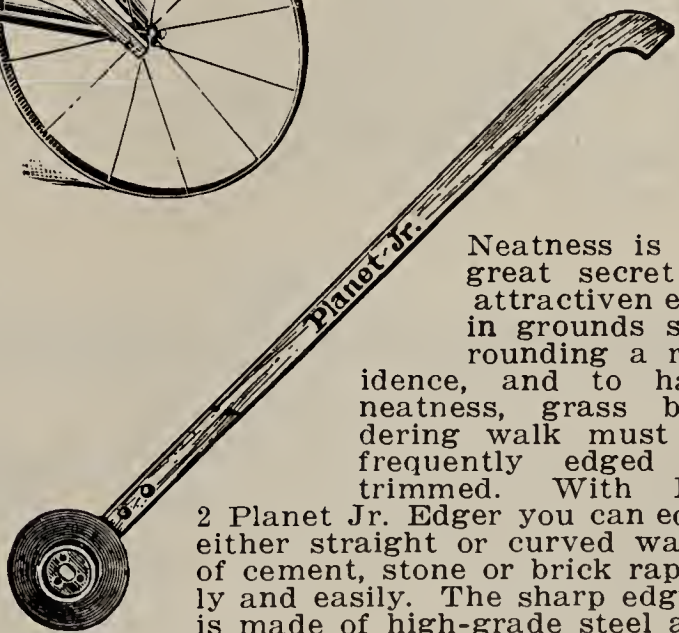 Planet Jr.
Neatness is
great secret
attractiven e
in grounds s
rounding a r
idence, and to ha
neatness, grass b
dering walk must
frequently edged
trimmed. With
2 Planet Jr. Edger you can ed
either straight or curved wa
of cement, stone or brick rap
ly and easily. The sharp edg
is made of high-grade steel a